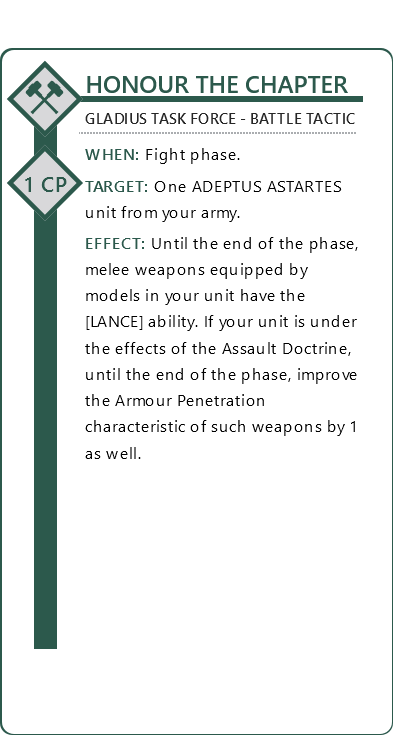 HONOUR THE CHAPTER
GLADIUS TASK FORCE - BATTLE TACTIC
WHEN: Fight phase.
1 CP
TARGET: One ADEPTUS ASTARTES
unit from your army.
EFFECT: Until the end of the phase,
melee weapons equipped by
models in your unit have the
[LANCE] ability. If your unit is under
the effects of the Assault Doctrine,
until the end of the phase, improve
the Armour Penetration
characteristic of such weapons by 1
as well.